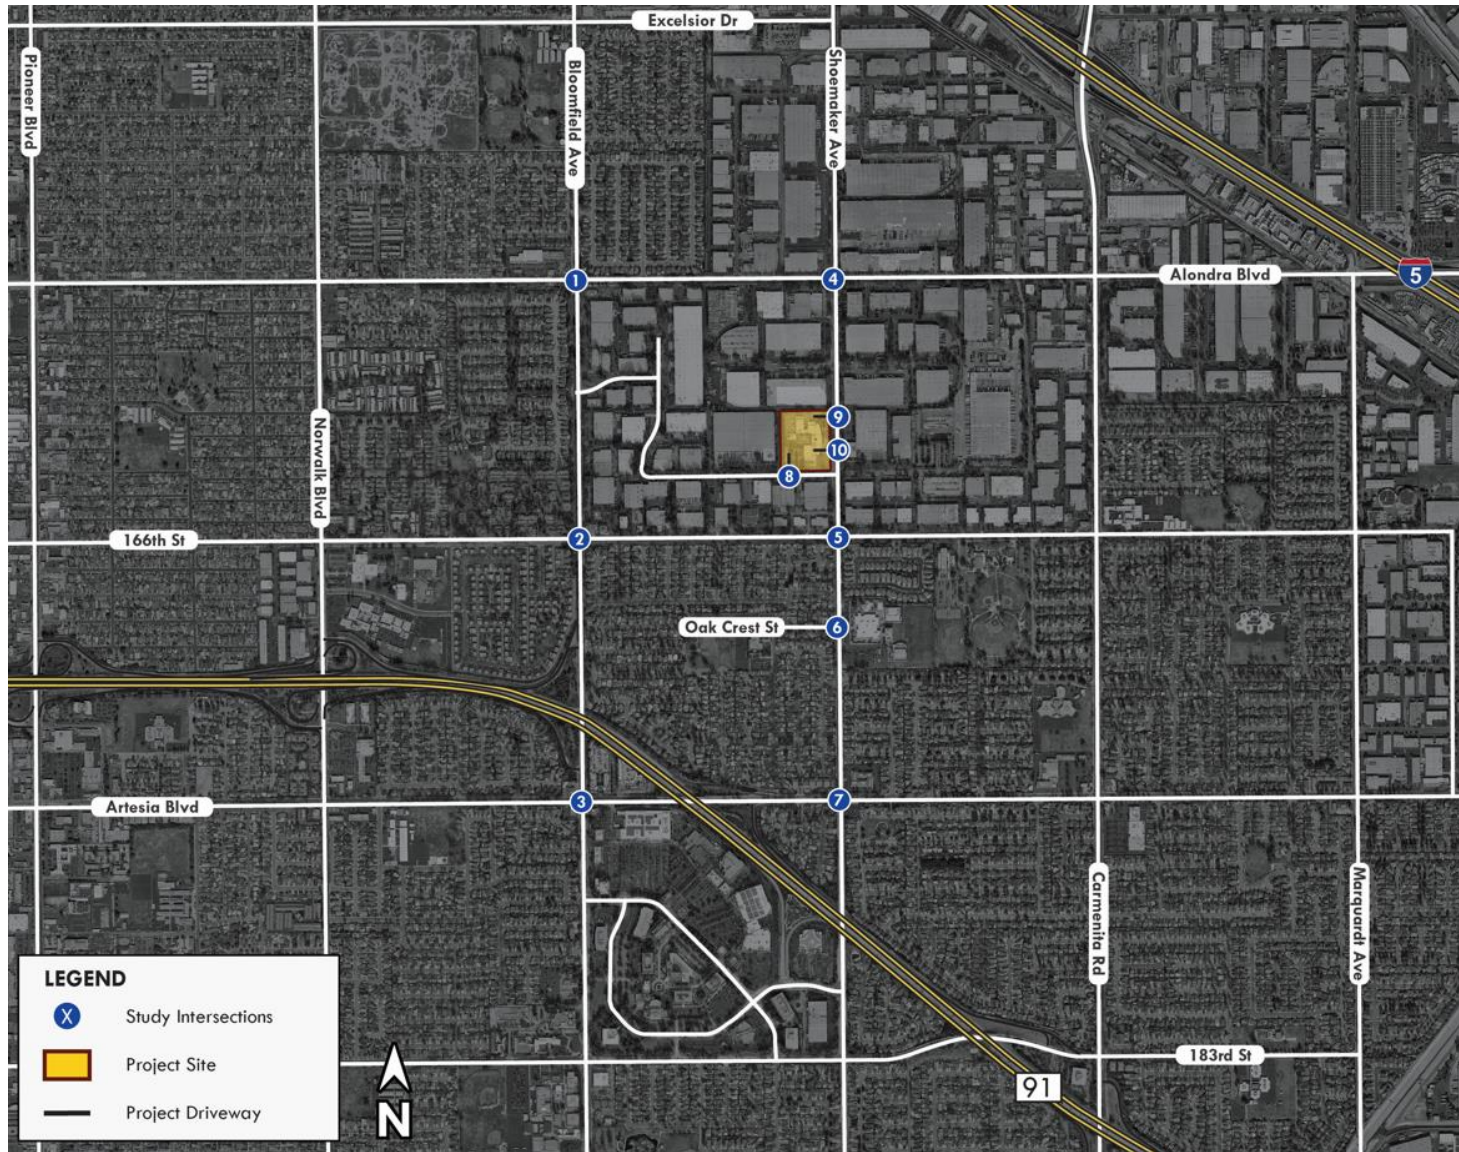 Excelsior Dr
Pioneer Blvd
Bloomfield Ave
Shoemaker Ave
Alondra Blvd
5
1
4
9
10
8
Norwalk Blvd
166th St
2
5
Oak Crest St
6
Artesia Blvd
3
7
Carmenita Rd
Marquardt Ave
183rd St
91
LEGEND
X Study Intersections
Project Site
Project Driveway
N